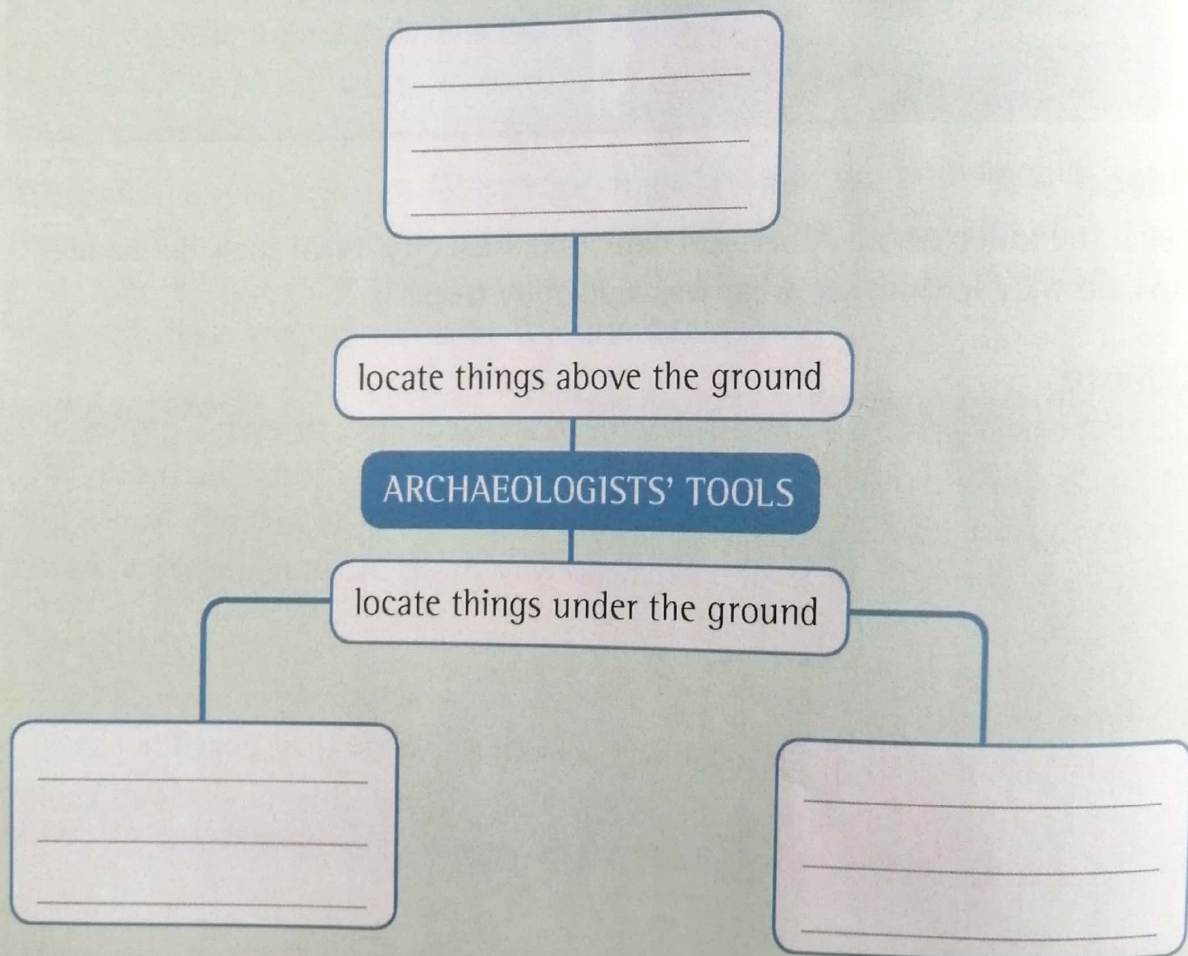 locate things above the ground
ARCHAEOLOGISTS' TOOLS
locate things under the ground